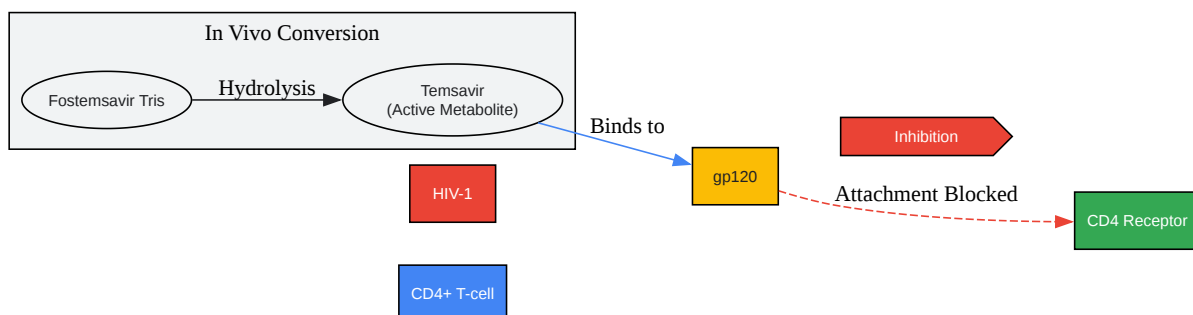 In Vivo Conversion
Fostemsavir Tris
Hydrolysis
Temsavir
(Active Metabolite)
Binds to
gp120
Inhibition
Attachment Blocked
CD4 Receptor
HIV-1
CD4+ T-cell